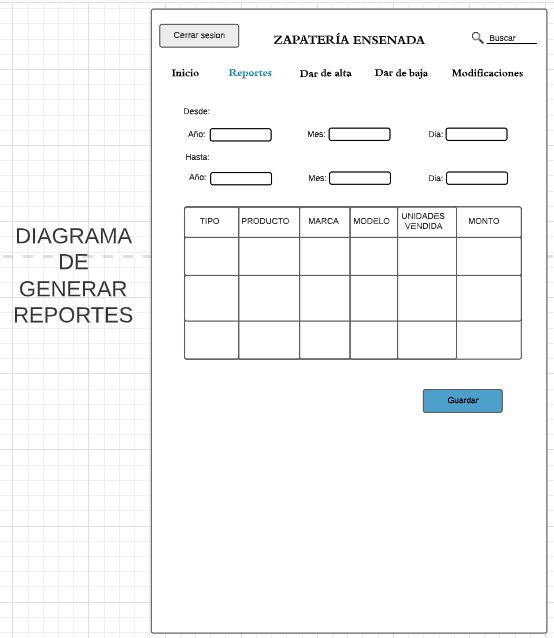 Cerrar sesion
ZAPATERÍA ENSENADA
Buscar
Inicio Reportes Dar de alta Dar de baja Modificaciones
Desde:
Año: Mes: Dia:
Hasta:
Año: Mes: Dia:
TIPO PRODUCTO MARCA MODELO UNIDADES VENDIDA MONTO
Guardar
DIAGRAMA
DE
GENERAR
REPORTES